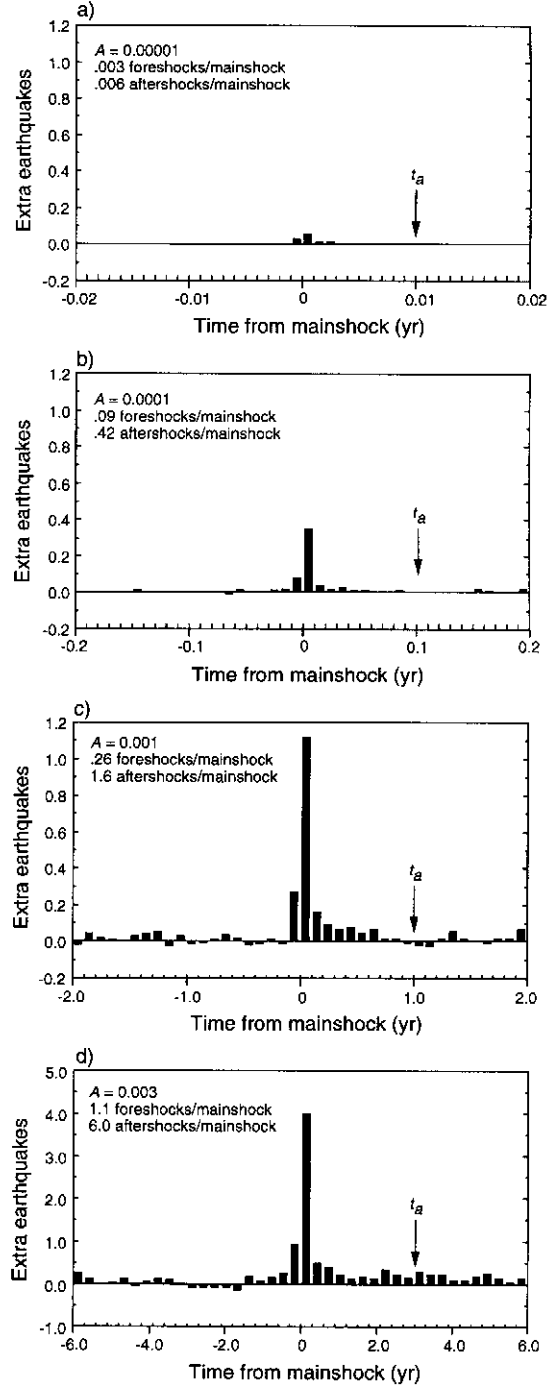 a)
A = 0.00001
.003 foreshocks/mainshock
.006 aftershocks/mainshock
Extra earthquakes
1.2
1.0
0.8
0.6
0.4
0.2
0.0
-0.2
ta
-0.02
-0.01
0
0.01
0.02
Time from mainshock (yr)
b)
A = 0.0001
.09 foreshocks/mainshock
.42 aftershocks/mainshock
Extra earthquakes
1.2
1.0
0.8
0.6
0.4
0.2
0.0
-0.2
ta
-0.2
-0.1
0
0.1
0.2
Time from mainshock (yr)
c)
A = 0.001
.26 foreshocks/mainshock
1.6 aftershocks/mainshock
Extra earthquakes
1.2
1.0
0.8
0.6
0.4
0.2
0.0
-0.2
ta
-2.0
-1.0
0
1.0
2.0
Time from mainshock (yr)
d)
A = 0.003
1.1 foreshocks/mainshock
6.0 aftershocks/mainshock
Extra earthquakes
5.0
4.0
3.0
2.0
1.0
0.0
-1.0
ta
-6.0
-4.0
-2.0
0
2.0
4.0
6.0
Time from mainshock (yr)